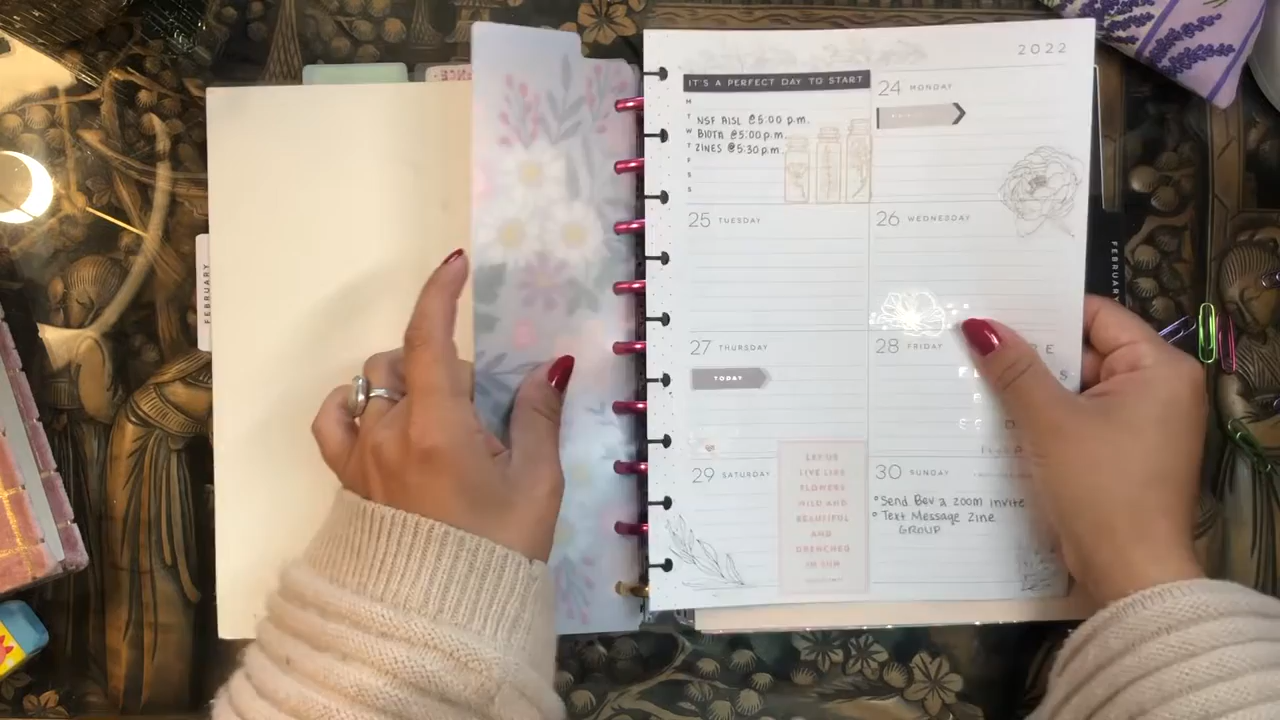 2022
IT'S A PERFECT DAY TO START
M
T
W
T
F
S
S
NSF AISL @5:00 p.m.
BIOTA @5:00 p.m.
ZINES @5:30 p.m.
24 MONDAY
25 TUESDAY
26 WEDNESDAY
27 THURSDAY
TODAY
28 FRIDAY
29 SATURDAY
LET US
LIVE LIKE
FLOWERS
WILD AND
BEAUTIFUL
AND
DRENCHED
IN SUN
30 SUNDAY
Send Bev a zoom invite
Text Message Zine
GROUP
FEBRUARY
FEBRUARY